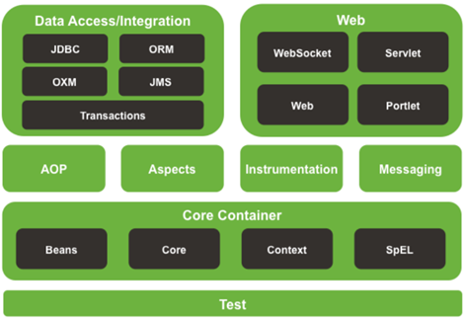 Data Access/Integration
JDBC
ORM
OXM
JMS
Transactions
Web
WebSocket
Servlet
Web
Portlet
AOP
Aspects
Instrumentation
Messaging
Core Container
Beans
Core
Context
SpEL
Test